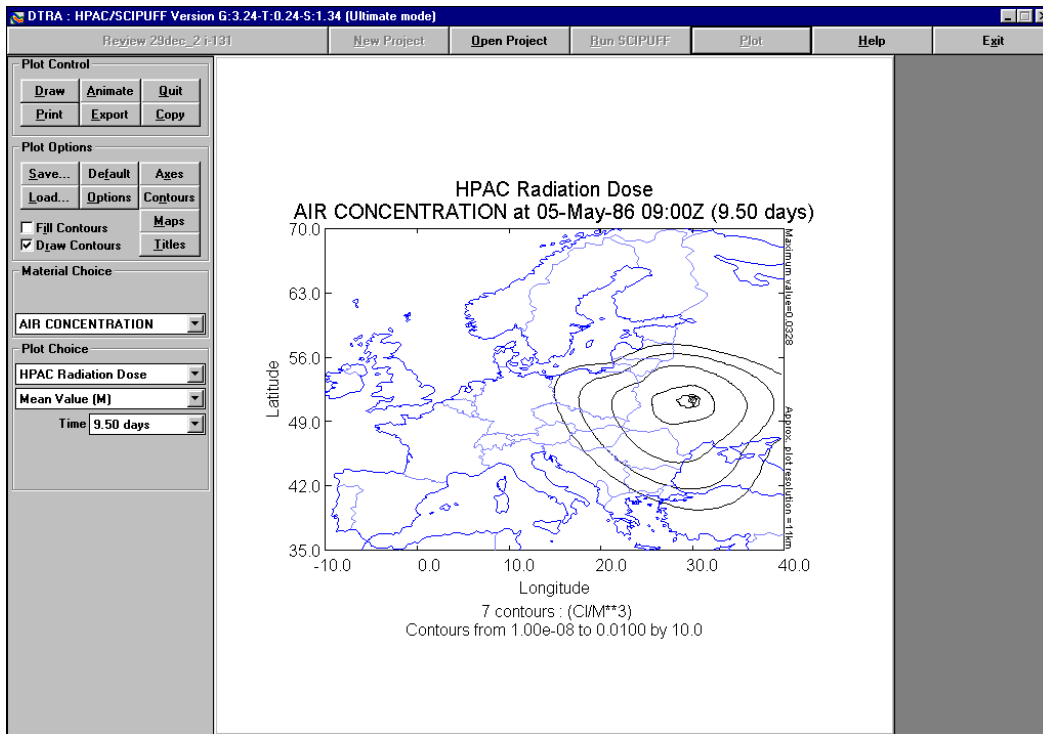 DTRA : HPAC/SCIPUFF Version G:3.24-T:0.24-S:1.34 (Ultimate mode)
Review 29dec_2 i-131 New Project Open Project Run SCIPUFF Plot Help Exit
Plot Control
Draw Animate Quit
Print Export Copy
Plot Options
Save... Default Axes
Load... Options Contours
Fill Contours Maps
Draw Contours Titles
Material Choice
AIR CONCENTRATION
Plot Choice
HPAC Radiation Dose
Mean Value (M)
Time 9.50 days
HPAC Radiation Dose
AIR CONCENTRATION at 05-May-86 09:00Z (9.50 days)
70.0
63.0
56.0
49.0
42.0
35.0
Latitude
-10.0 0.0 10.0 20.0 30.0 40.0
Longitude
Maximum value=0.0328
Approx. plot resolution =11km
7 contours : (CI/M**3)
Contours from 1.00e-08 to 0.0100 by 10.0